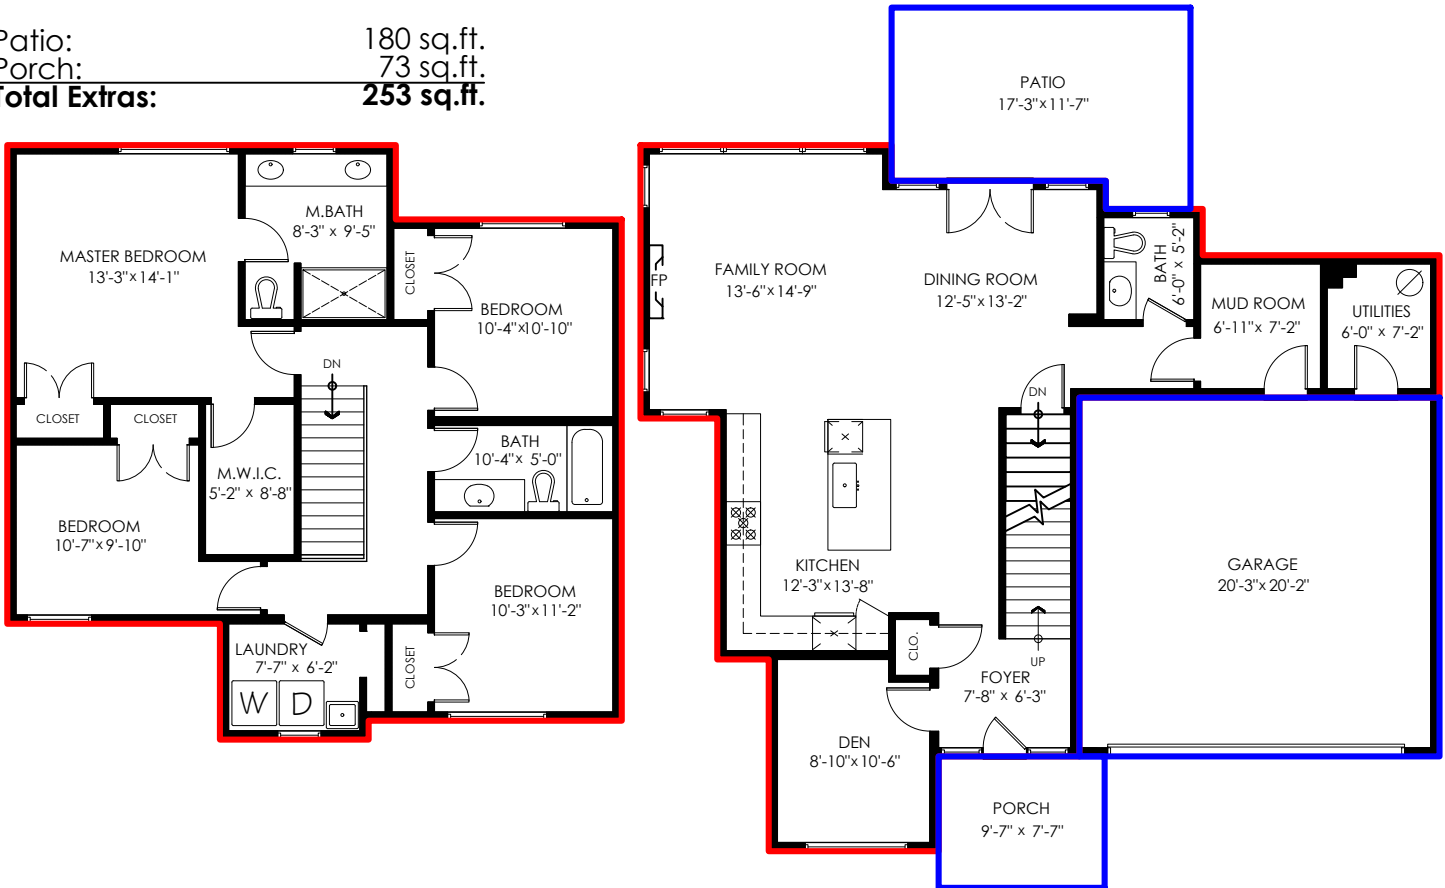 Patio: 180 sq.ft.
Porch: 73 sq.ft.
Total Extras: 253 sq.ft.
PATIO
17'-3"x11'-7"
M.BATH
8'-3" x 9'-5"
MASTER BEDROOM
13'-3"x14'-1"
CLOSET
BEDROOM
10'-4"x10'-10"
DN
CLOSET
CLOSET
M.W.I.C.
5'-2" x 8'-8"
BATH
10'-4"x 5'-0"
BEDROOM
10'-7"x9'-10"
BEDROOM
10'-3"x11'-2"
LAUNDRY
7'-7" x 6'-2"
CLOSET
W D
FAMILY ROOM
13'-6"x14'-9"
FP
DINING ROOM
12'-5"x13'-2"
BATH
6'-0" x 5'-2"
MUD ROOM
6'-11"x 7'-2"
UTILITIES
6'-0" x 7'-2"
DN
KITCHEN
12'-3"x13'-8"
GARAGE
20'-3"x20'-2"
CLO.
UP
FOYER
7'-8" x 6'-3"
DEN
8'-10"x10'-6"
PORCH
9'-7" x 7'-7"